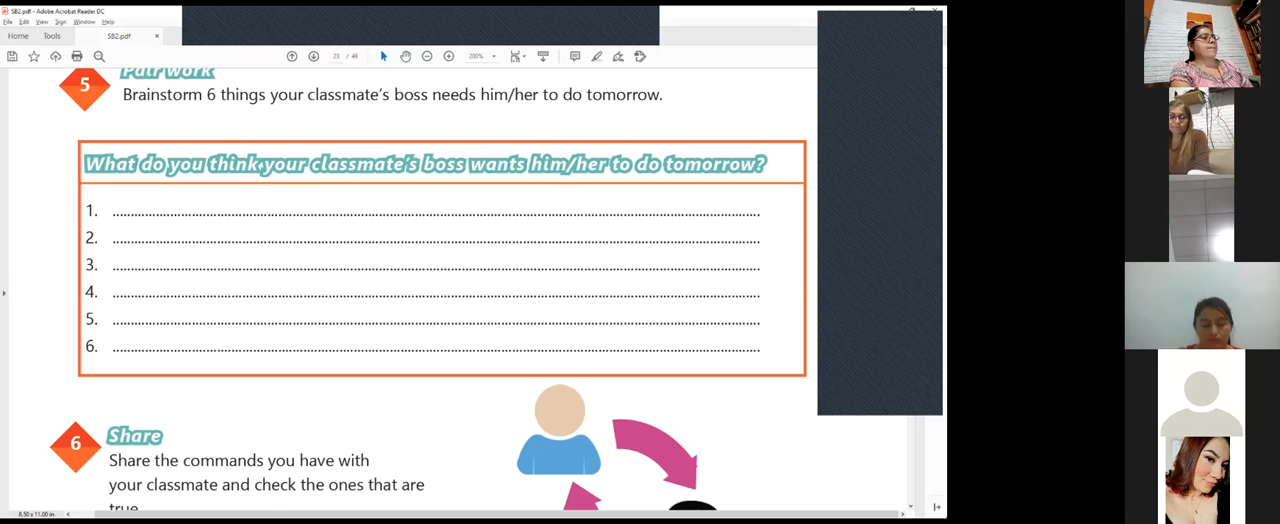 SB2.pdf - Adobe Acrobat Reader DC
File Edit View Sign Window Help
Home Tools SB2.pdf ×
23 / 49 200%
5 Pair work
Brainstorm 6 things your classmate's boss needs him/her to do tomorrow.
What do you think your classmate's boss wants him/her to do tomorrow?
1. ................................................
2. ................................................
3. ................................................
4. ................................................
5. ................................................
6. ................................................
6 Share
Share the commands you have with
your classmate and check the ones that are
true
8.50 x 11.00 in